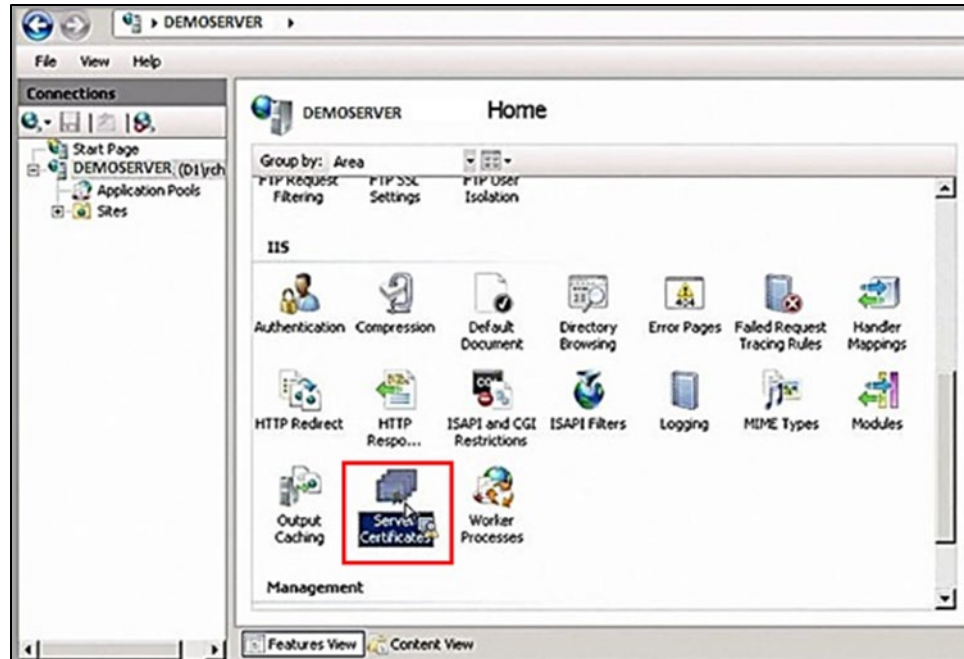 DEMOSERVER
File View Help
Connections
Start Page
DEMOSERVER (D1\rch
Application Pools
Sites
DEMOSERVER Home
Group by: Area
FTP Request Filtering
FTP SSL Settings
FTP User Isolation
IIS
Authentication
Compression
Default Document
Directory Browsing
Error Pages
Failed Request Tracing Rules
Handler Mappings
HTTP Redirect
HTTP Respo...
ISAPI and CGI Restrictions
ISAPI Filters
Logging
MIME Types
Modules
Output Caching
Server Certificates
Worker Processes
Management
Features View
Content View